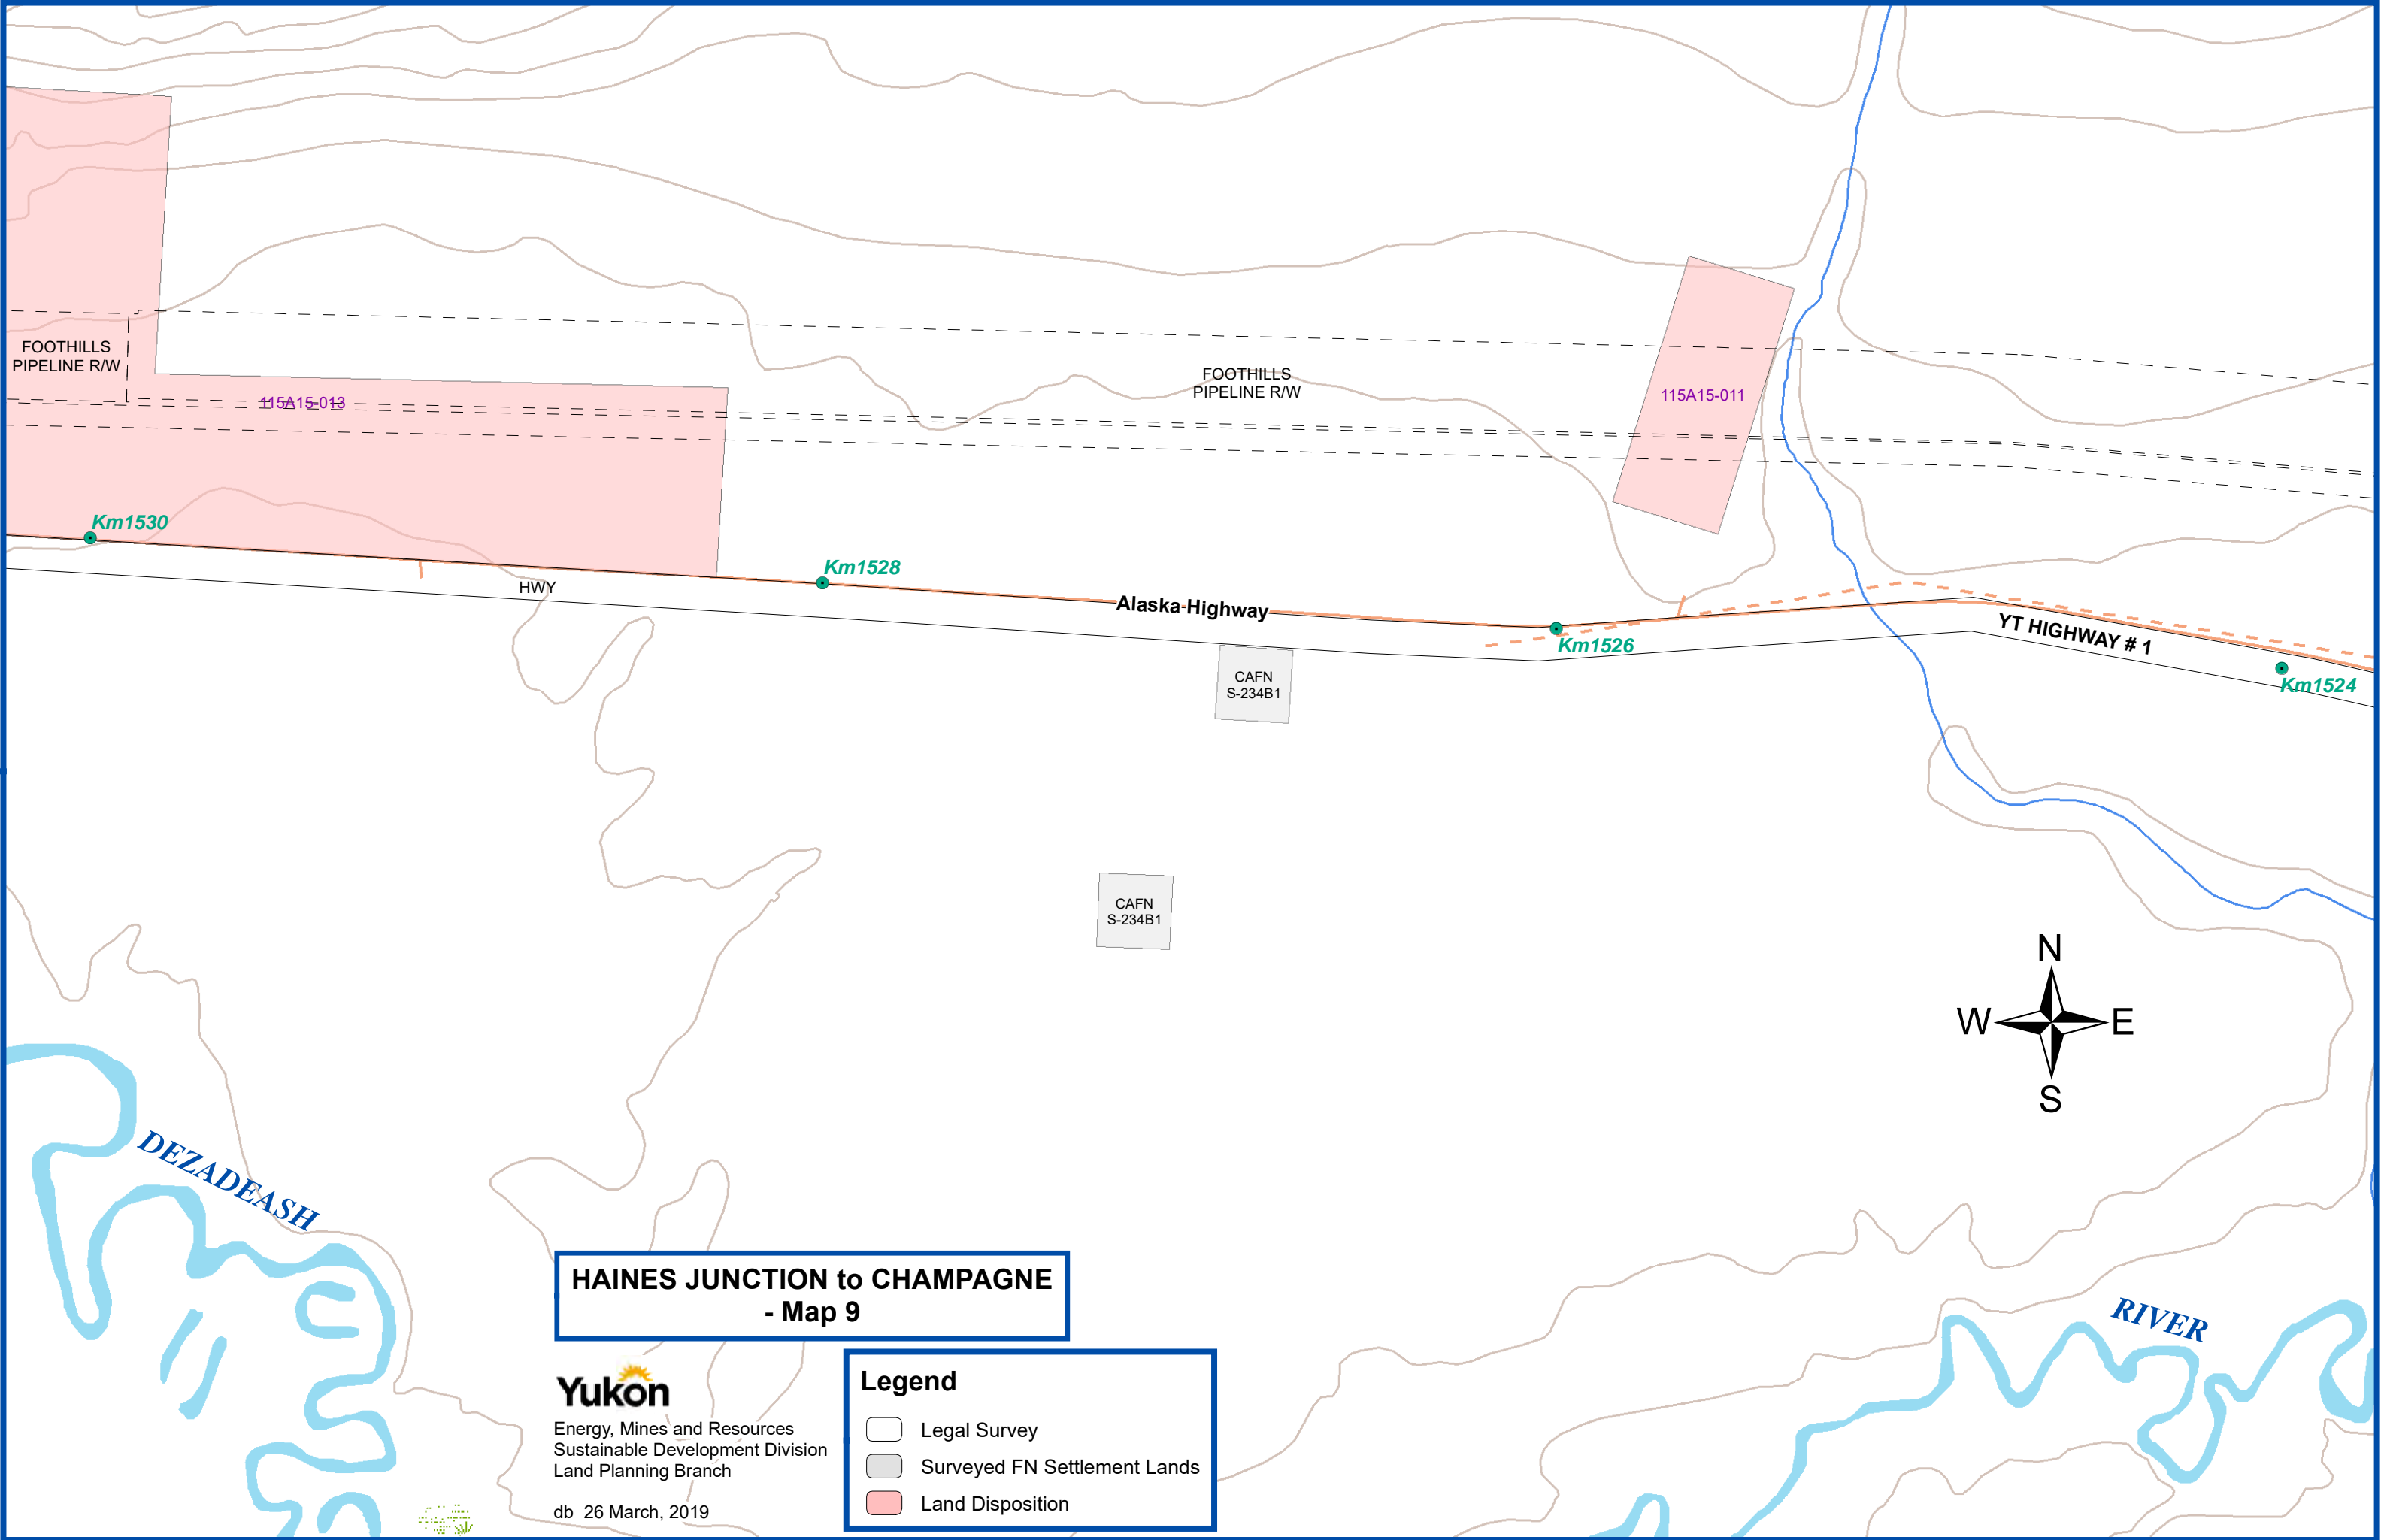 FOOTHILLS
PIPELINE R/W
115A15-013
FOOTHILLS
PIPELINE R/W
115A15-011
Km1530
Km1528
HWY
Alaska-Highway
Km1526
YT HIGHWAY # 1
Km1524
CAFN
S-234B1
CAFN
S-234B1
N
W
E
S
DEZADEASH
RIVER
HAINES JUNCTION to CHAMPAGNE
- Map 9
Yukon
Energy, Mines and Resources
Sustainable Development Division
Land Planning Branch
db 26 March, 2019
Legend
Legal Survey
Surveyed FN Settlement Lands
Land Disposition